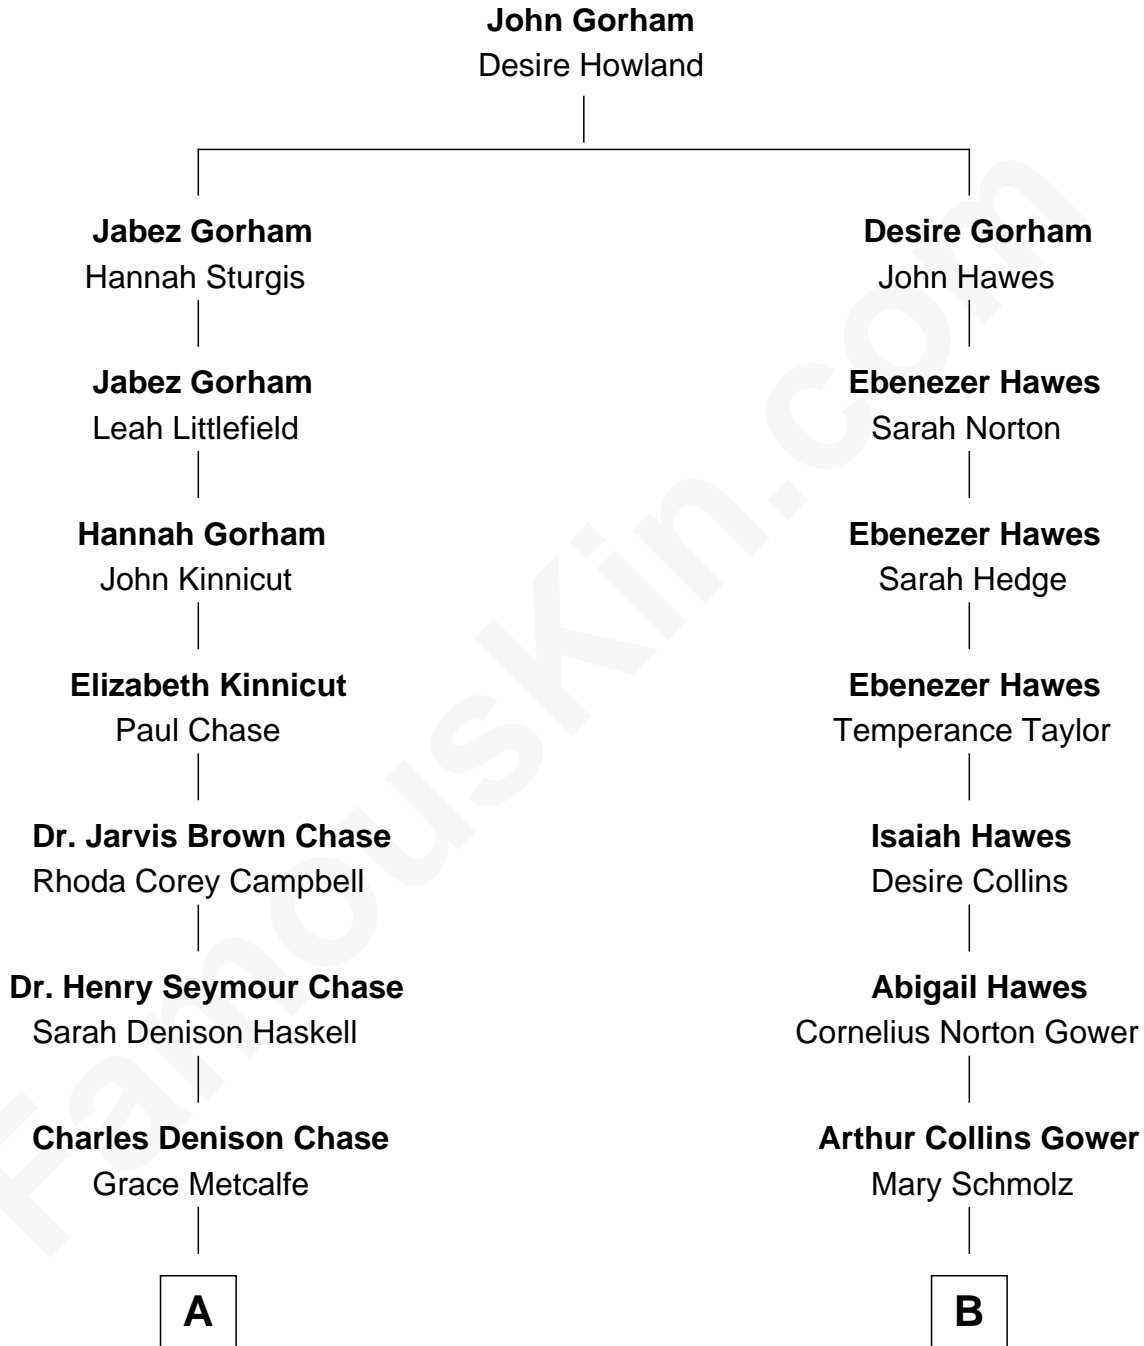 John Gorham
Desire Howland
Jabez Gorham
Hannah Sturgis
Desire Gorham
John Hawes
Jabez Gorham
Leah Littlefield
Ebenezer Hawes
Sarah Norton
Hannah Gorham
John Kinnicut
Ebenezer Hawes
Sarah Hedge
Elizabeth Kinnicut
Paul Chase
Ebenezer Hawes
Temperance Taylor
Dr. Jarvis Brown Chase
Rhoda Corey Campbell
Isaiah Hawes
Desire Collins
Dr. Henry Seymour Chase
Sarah Denison Haskell
Abigail Hawes
Cornelius Norton Gower
Charles Denison Chase
Grace Metcalfe
Arthur Collins Gower
Mary Schmolz
A
B
FamousKin.com